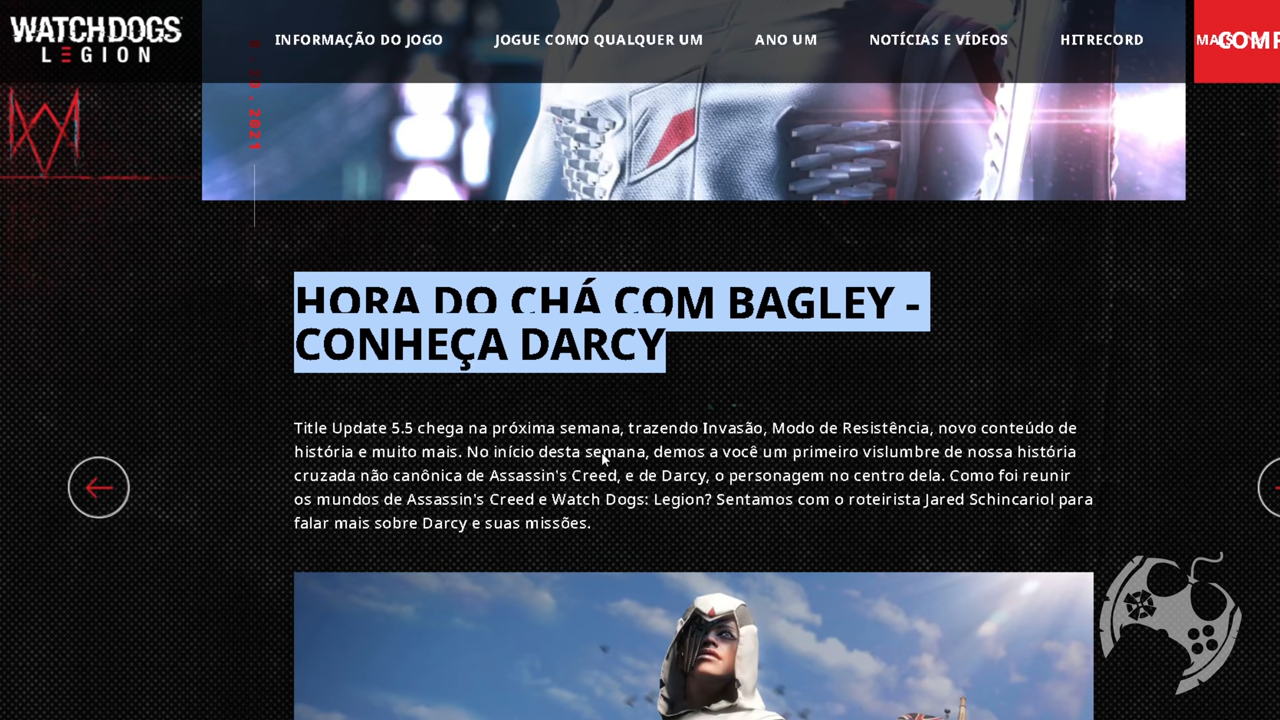 WATCH DOGS
LEGION
INFORMAÇÃO DO JOGO
JOGUE COMO QUALQUER UM
ANO UM
NOTÍCIAS E VÍDEOS
HITRECORD
2021
HORA DO CHÁ COM BAGLEY -
CONHEÇA DARCY
Title Update 5.5 chega na próxima semana, trazendo Invasão, Modo de Resistência, novo conteúdo de
história e muito mais. No início desta semana, demos a você um primeiro vislumbre de nossa história
cruzada não canônica de Assassin's Creed, e de Darcy, o personagem no centro dela. Como foi reunir
os mundos de Assassin's Creed e Watch Dogs: Legion? Sentamos com o roteirista Jared Schincariol para
falar mais sobre Darcy e suas missões.